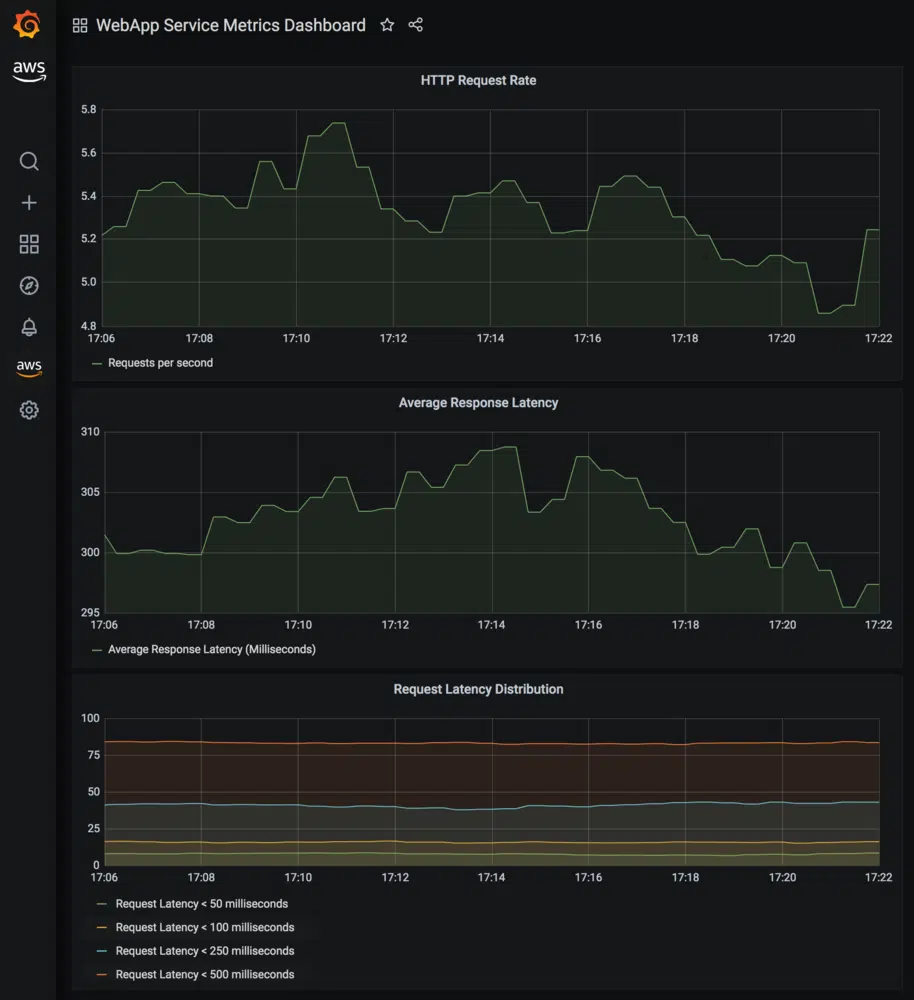 WebApp Service Metrics Dashboard
aws
HTTP Request Rate
5.8
5.6
5.4
5.2
5.0
4.8
17:06 17:08 17:10 17:12 17:14 17:16 17:18 17:20 17:22
Requests per second
aws
Average Response Latency
310
305
300
295
17:06 17:08 17:10 17:12 17:14 17:16 17:18 17:20 17:22
Average Response Latency (Milliseconds)
Request Latency Distribution
100
75
50
25
0
17:06 17:08 17:10 17:12 17:14 17:16 17:18 17:20 17:22
Request Latency < 50 milliseconds
Request Latency < 100 milliseconds
Request Latency < 250 milliseconds
Request Latency < 500 milliseconds